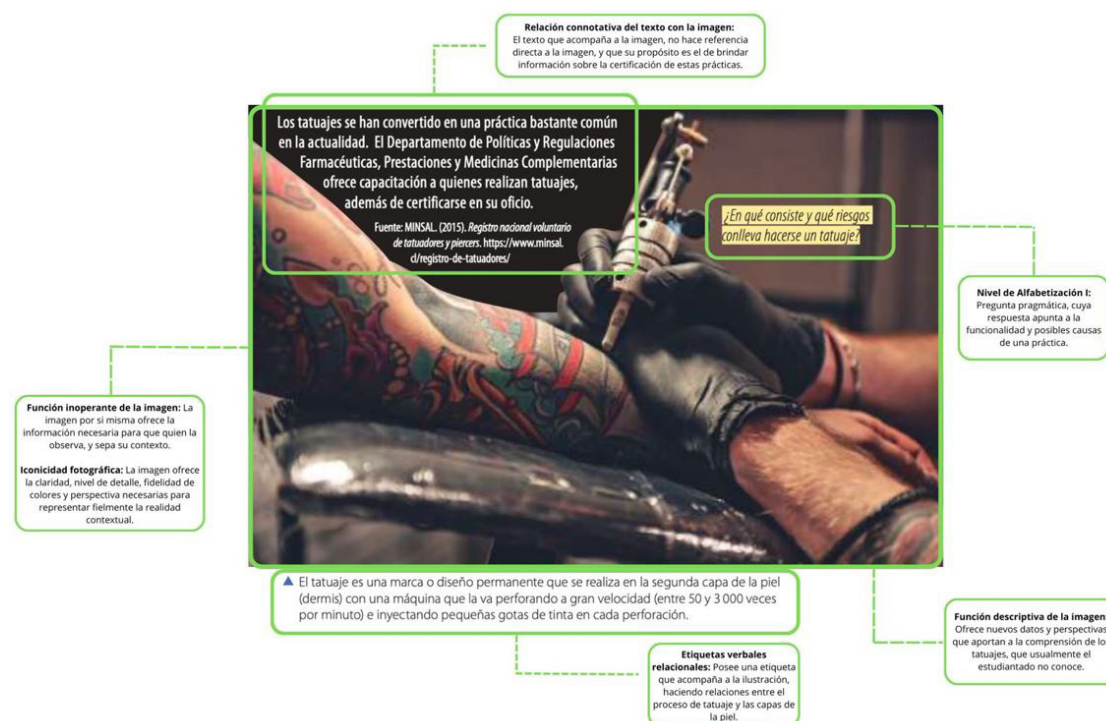 Relación connotativa del texto con la imagen:
El texto que acompaña a la imagen, no hace referencia
directa a la imagen, y que su propósito es el de brindar
información sobre la certificación de estas prácticas.
Los tatuajes se han convertido en una práctica bastante común
en la actualidad. El Departamento de Políticas y Regulaciones
Farmacéuticas, Prestaciones y Medicinas Complementarias
ofrece capacitación a quienes realizan tatuajes,
además de certificarse en su oficio.
Fuente: MINSAL. (2015). Registro nacional voluntario
de tatuadores y piercers. https://www.minsal.
cl/registro-de-tatuadores/
¿En qué consiste y qué riesgos
conlleva hacerse un tatuaje?
Nivel de Alfabetización I:
Pregunta pragmática, cuya
respuesta apunta a la
funcionalidad y posibles causas
de una práctica.
Función inoperante de la imagen: La
imagen por si misma ofrece la
información necesaria para que quien la
observa, y sepa su contexto.
Iconicidad fotográfica: La imagen ofrece
la claridad, nivel de detalle, fidelidad de
colores y perspectiva necesarias para
representar fielmente la realidad
contextual.
El tatuaje es una marca o diseño permanente que se realiza en la segunda capa de la piel
(dermis) con una máquina que la va perforando a gran velocidad (entre 50 y 3 000 veces
por minuto) e inyectando pequeñas gotas de tinta en cada perforación.
Función descriptiva de la imagen:
Ofrece nuevos datos y perspectivas
que aportan a la comprensión de lo
tatuajes, que usualmente el
estudiantado no conoce.
Etiquetas verbales
relacionales: Posee una etiqueta
que acompaña a la ilustración,
haciendo relaciones entre el
proceso de tatuaje y las capas de
la piel.